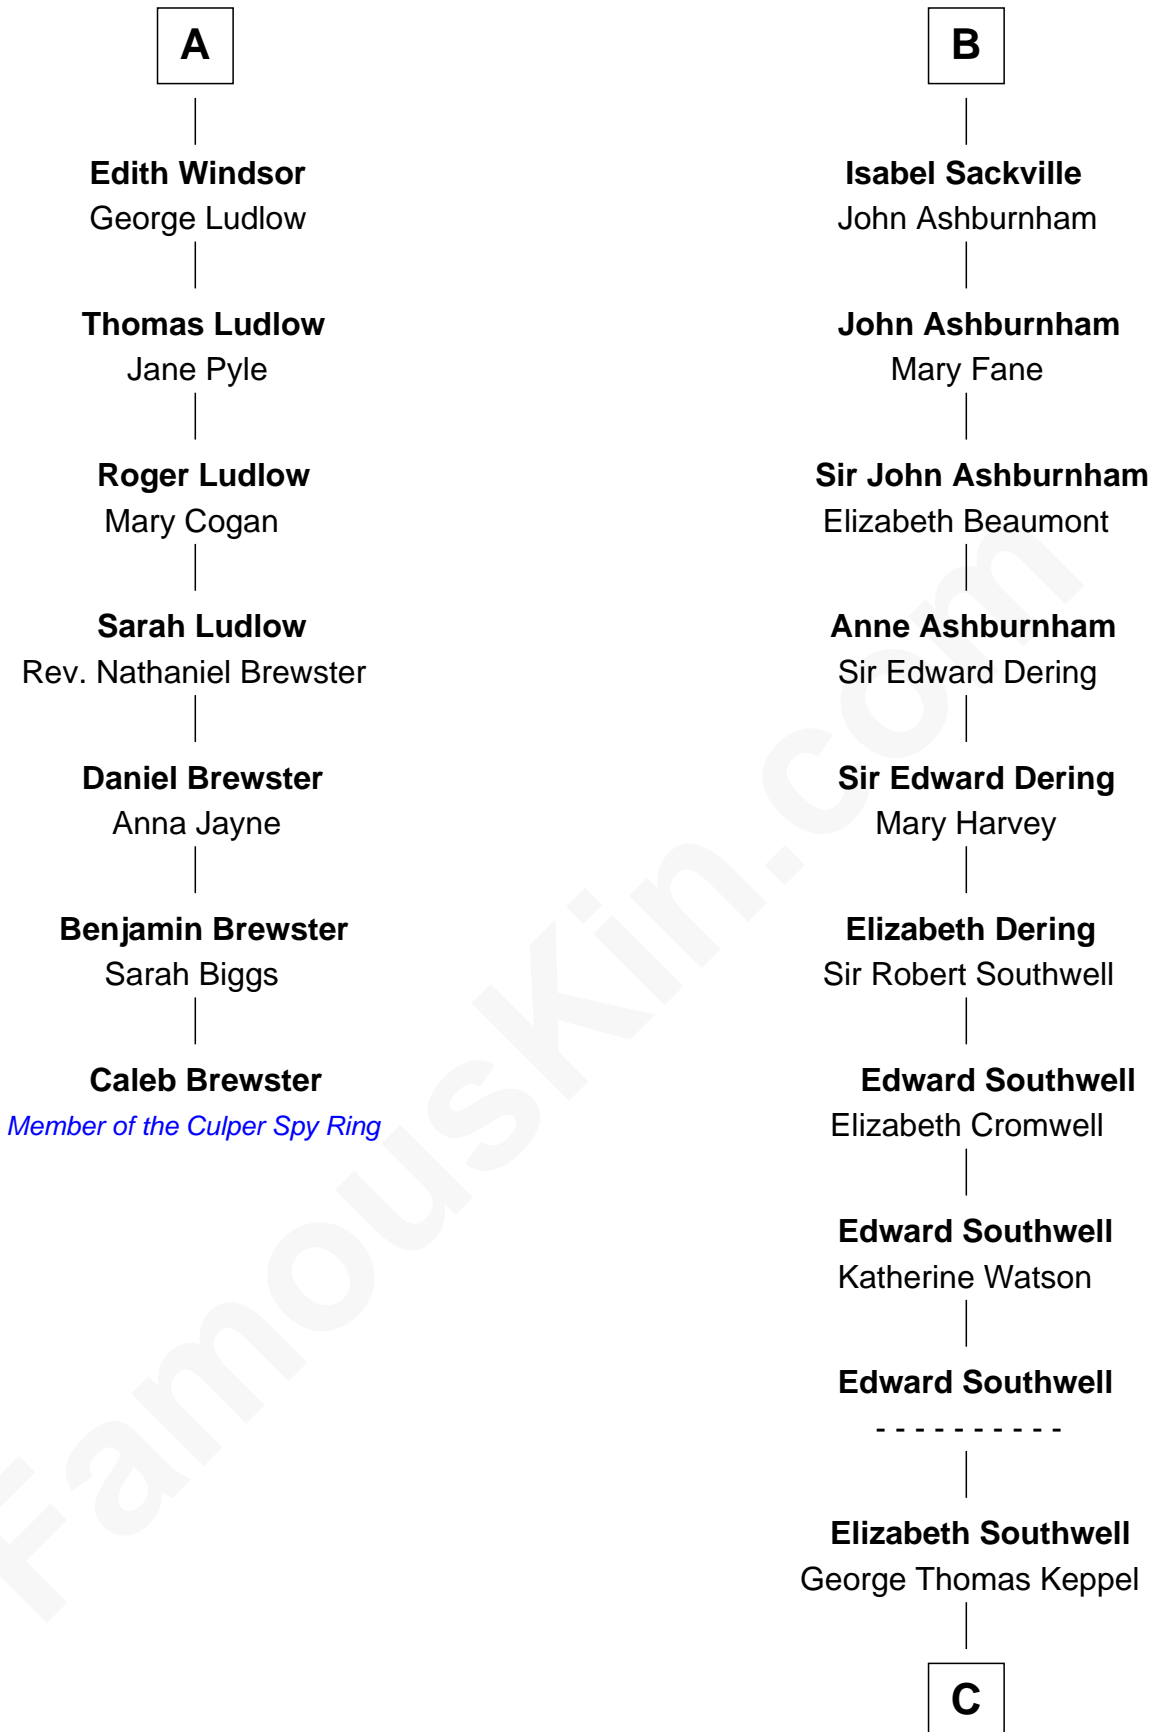 A
Edith Windsor
George Ludlow
Thomas Ludlow
Jane Pyle
Roger Ludlow
Mary Cogan
Sarah Ludlow
Rev. Nathaniel Brewster
Daniel Brewster
Anna Jayne
Benjamin Brewster
Sarah Biggs
Caleb Brewster
Member of the Culper Spy Ring
B
Isabel Sackville
John Ashburnham
John Ashburnham
Mary Fane
Sir John Ashburnham
Elizabeth Beaumont
Anne Ashburnham
Sir Edward Dering
Sir Edward Dering
Mary Harvey
Elizabeth Dering
Sir Robert Southwell
Edward Southwell
Elizabeth Cromwell
Edward Southwell
Katherine Watson
Edward Southwell
- - - - - - - - - -
Elizabeth Southwell
George Thomas Keppel
C
FamousKin.com